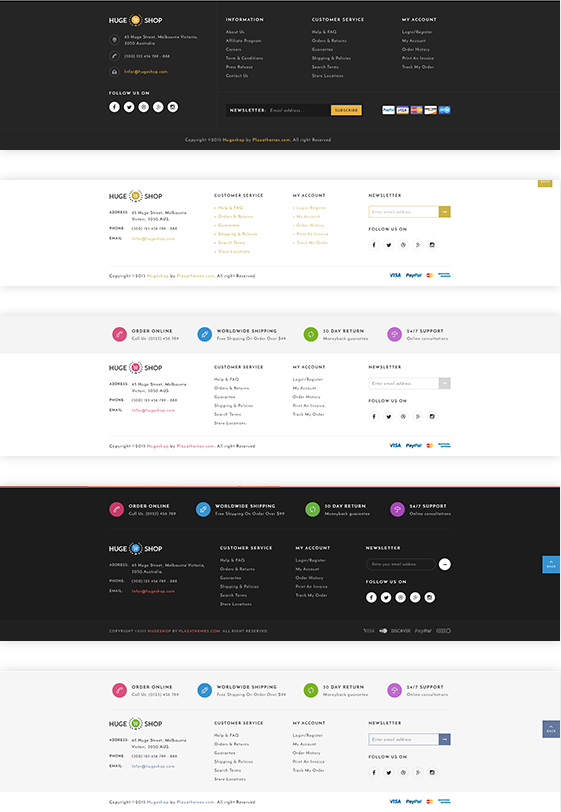 HUGE SHOP
65 Huge Street, Melbourne Victoria,
3050 Australia.
(300) 123 456 789 - 888
Infor@hugeshop.com
FOLLOW US ON
INFORMATION
About Us
Affiliate Program
Careers
Term & Conditions
Press Release
Contact Us
CUSTOMER SERVICE
Help & FAQ
Orders & Returns
Guarantee
Shipping & Policies
Search Terms
Store Locations
MY ACCOUNT
Login/Register
My Account
Order History
Print An Invoice
Track My Order
NEWSLETTER: Email address... SUBSCRIBE
Copyright ©2015 Hugeshop by Plazathemes.com. All right Reserved
BACK
HUGE SHOP
ADDRESS: 65 Huge Street, Melbourne
Victon, 3050 AUS.
PHONE: (300) 123 456 789 - 888
EMAIL: Infor@hugeshop.com
CUSTOMER SERVICE
Help & FAQ
Orders & Returns
Guarantee
Shipping & Policies
Search Terms
Store Locations
MY ACCOUNT
Login/Register
My Account
Order History
Print An Invoice
Track My Order
NEWSLETTER
Enter email address
FOLLOW US ON
Copyright ©2015 Hugeshop by Plazathemes.com. All right Reserved
VISA PayPal
ORDER ONLINE
Call Us: (0123) 456 789
WORLDWIDE SHIPPING
Free Shipping On Order Over $99
30 DAY RETURN
Moneyback guarantee
24/7 SUPPORT
Online consultations
HUGE SHOP
ADDRESS: 65 Huge Street, Melbourne
Victon, 3050 AUS.
PHONE: (300) 123 456 789 - 888
EMAIL: Infor@hugeshop.com
CUSTOMER SERVICE
Help & FAQ
Orders & Returns
Guarantee
Shipping & Policies
Search Terms
Store Locations
MY ACCOUNT
Login/Register
My Account
Order History
Print An Invoice
Track My Order
NEWSLETTER
Enter email address
FOLLOW US ON
Copyright ©2015 Hugeshop by Plazathemes.com. All right Reserved
VISA PayPal
ORDER ONLINE
Call Us: (0123) 456 789
WORLDWIDE SHIPPING
Free Shipping On Order Over $99
30 DAY RETURN
Moneyback guarantee
24/7 SUPPORT
Online consultations
HUGE SHOP
ADDRESS: 65 Huge Street, Melbourne Victoria,
3050 Australia.
PHONE: (300) 123 456 789 - 888
EMAIL: Infor@hugeshop.com
CUSTOMER SERVICE
Help & FAQ
Orders & Returns
Guarantee
Shipping & Policies
Search Terms
Store Locations
MY ACCOUNT
Login/Register
My Account
Order History
Print An Invoice
Track My Order
NEWSLETTER
Enter your email address
FOLLOW US ON
BACK
COPYRIGHT ©2015 HUGESHOP BY PLAZATHEMES.COM. ALL RIGHT RESERVED.
VISA DISCOVER PayPal
ORDER ONLINE
Call Us: (0123) 456 789
WORLDWIDE SHIPPING
Free Shipping On Order Over $99
30 DAY RETURN
Moneyback guarantee
24/7 SUPPORT
Online consultations
HUGE SHOP
ADDRESS: 65 Huge Street, Melbourne
Victon, 3050 AUS.
PHONE: (300) 123 456 789 - 888
EMAIL: Infor@hugeshop.com
CUSTOMER SERVICE
Help & FAQ
Orders & Returns
Guarantee
Shipping & Policies
Search Terms
Store Locations
MY ACCOUNT
Login/Register
My Account
Order History
Print An Invoice
Track My Order
NEWSLETTER
Enter email address
FOLLOW US ON
BACK
Copyright ©2015 Hugeshop by Plazathemes.com. All right Reserved
VISA PayPal